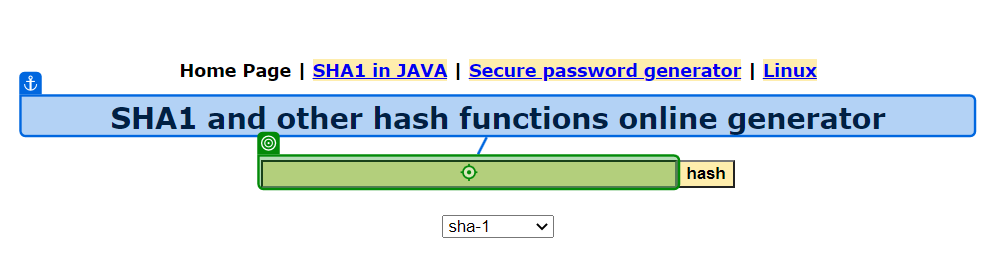 Home Page | SHA1 in JAVA | Secure password generator | Linux
SHA1 and other hash functions online generator
hash
sha-1